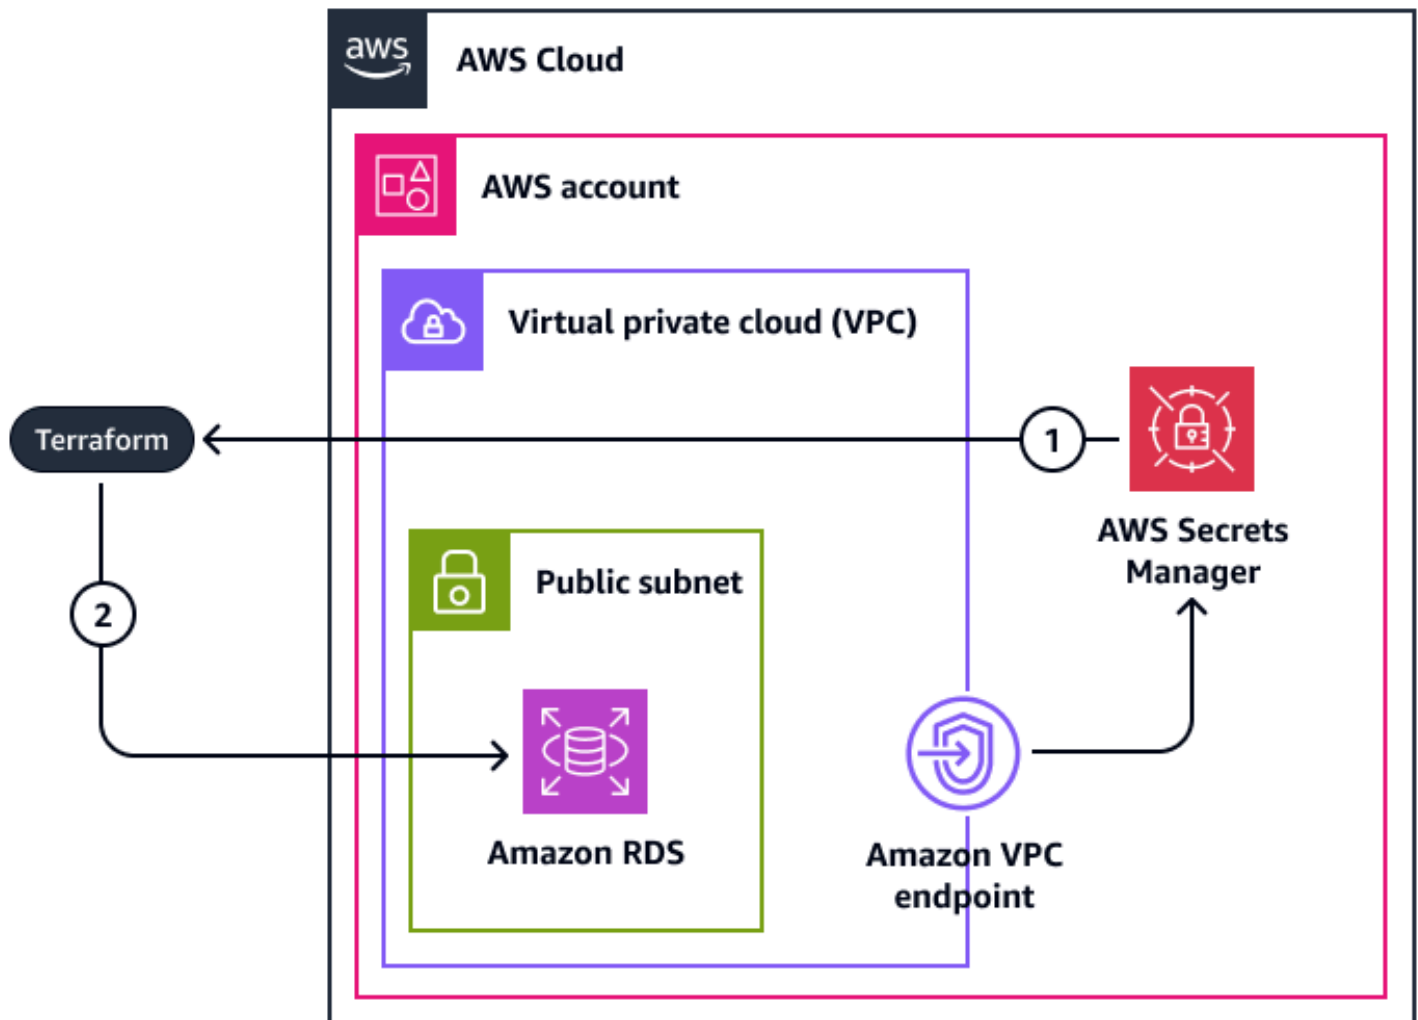 aws
AWS Cloud
AWS account
Virtual private cloud (VPC)
Terraform
1
AWS Secrets
Manager
Public subnet
2
Amazon RDS
Amazon VPC
endpoint